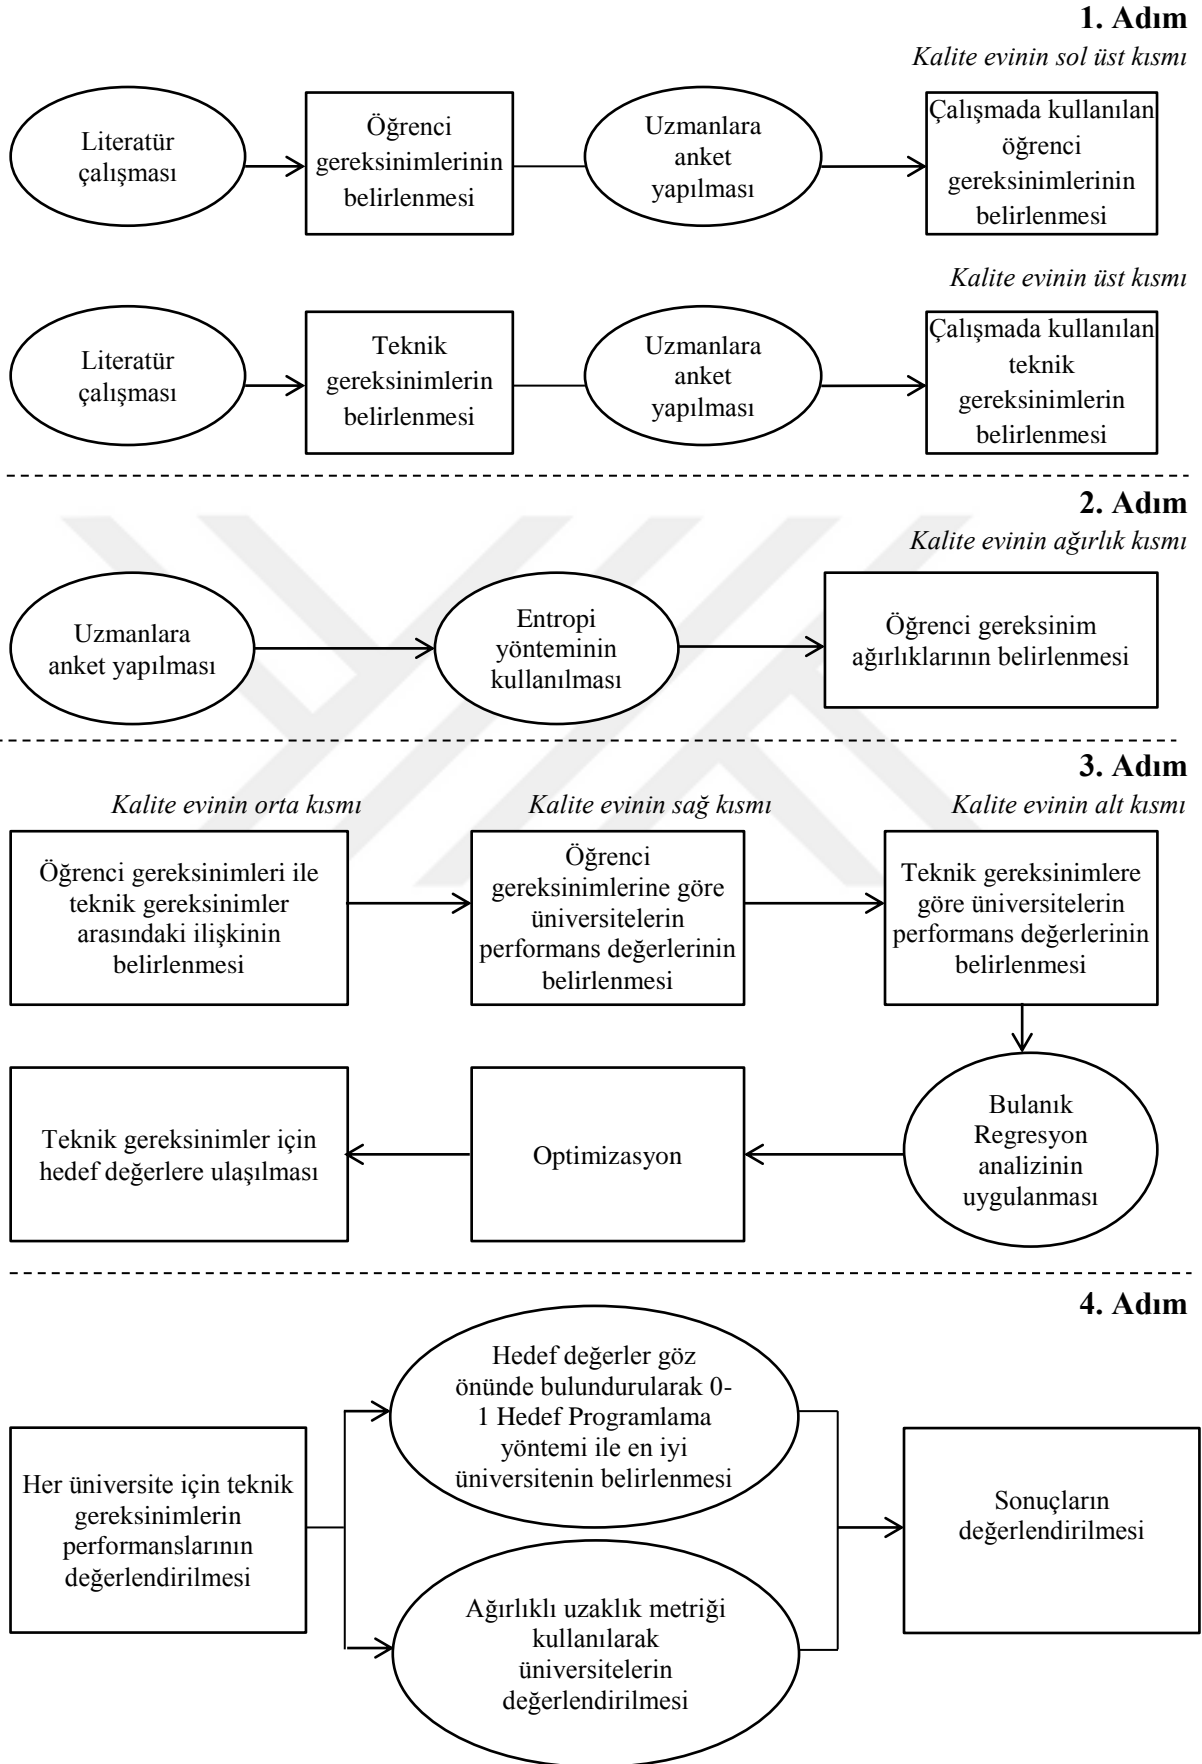 1. Adım
Kalite evinin sol üst kısmı
Literatür
çalışması
Öğrenci
gereksinimlerinin
belirlenmesi
Uzmanlara
anket
yapılması
Çalışmada kullanılan
öğrenci
gereksinimlerinin
belirlenmesi
Kalite evinin üst kısmı
Literatür
çalışması
Teknik
gereksinimlerin
belirlenmesi
Uzmanlara
anket
yapılması
Çalışmada kullanılan
teknik
gereksinimlerin
belirlenmesi
2. Adım
Kalite evinin ağırlık kısmı
Uzmanlara
anket yapılması
Entropi
yönteminin
kullanılması
Öğrenci gereksinim
ağırlıklarının belirlenmesi
3. Adım
Kalite evinin orta kısmı
Kalite evinin sağ kısmı
Kalite evinin alt kısmı
Öğrenci gereksinimleri ile
teknik gereksinimler
arasındaki ilişkinin
belirlenmesi
Öğrenci
gereksinimlerine göre
üniversitelerin
performans değerlerinin
belirlenmesi
Teknik gereksinimlere
göre üniversitelerin
performans değerlerinin
belirlenmesi
Teknik gereksinimler için
hedef değerlere ulaşılması
Optimizasyon
Bulanık
Regresyon
analizinin
uygulanması
4. Adım
Her üniversite için teknik
gereksinimlerin
performanslarının
değerlendirilmesi
Hedef değerler göz
önünde bulundurularak 0-
1 Hedef Programlama
yöntemi ile en iyi
üniversitenin belirlenmesi
Ağırlıklı uzaklık metriği
kullanılarak
üniversitelerin
değerlendirilmesi
Sonuçların
değerlendirilmesi